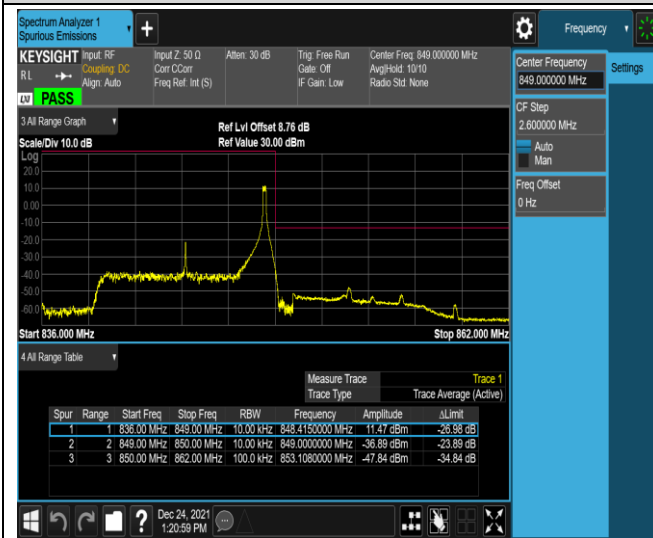 Spectrum Analyzer 1
Spurious Emissions
+
Frequency
KEYSIGHT
RL
PASS
Input: RF
Coupling: DC
Align: Auto
Input Z: 50 Ω
Corr CCorr
Freq Ref: Int (S)
Atten: 30 dB
Trig: Free Run
Gate: Off
IF Gain: Low
Center Freq: 849.000000 MHz
Avg|Hold: 10/10
Radio Std: None
Center Frequency
849.000000 MHz
Settings
CF Step
2.600000 MHz
Auto
Man
Freq Offset
0 Hz
3 All Range Graph
Scale/Div 10.0 dB
Ref Lvl Offset 8.76 dB
Ref Value 30.00 dBm
Log
20.0
10.0
0.00
-10.0
-20.0
-30.0
-40.0
-50.0
-60.0
Start 836.000 MHz
Stop 862.000 MHz
4 All Range Table
Measure Trace Trace 1
Trace Type Trace Average (Active)
Spur Range Start Freq Stop Freq RBW Frequency Amplitude ΔLimit
1 1 836.00 MHz 849.00 MHz 10.00 kHz 848.4150000 MHz 11.47 dBm -26.98 dB
2 2 849.00 MHz 850.00 MHz 10.00 kHz 849.0000000 MHz -36.89 dBm -23.89 dB
3 3 850.00 MHz 862.00 MHz 100.0 kHz 853.1080000 MHz -47.84 dBm -34.84 dB
?
Dec 24, 2021
1:20:59 PM